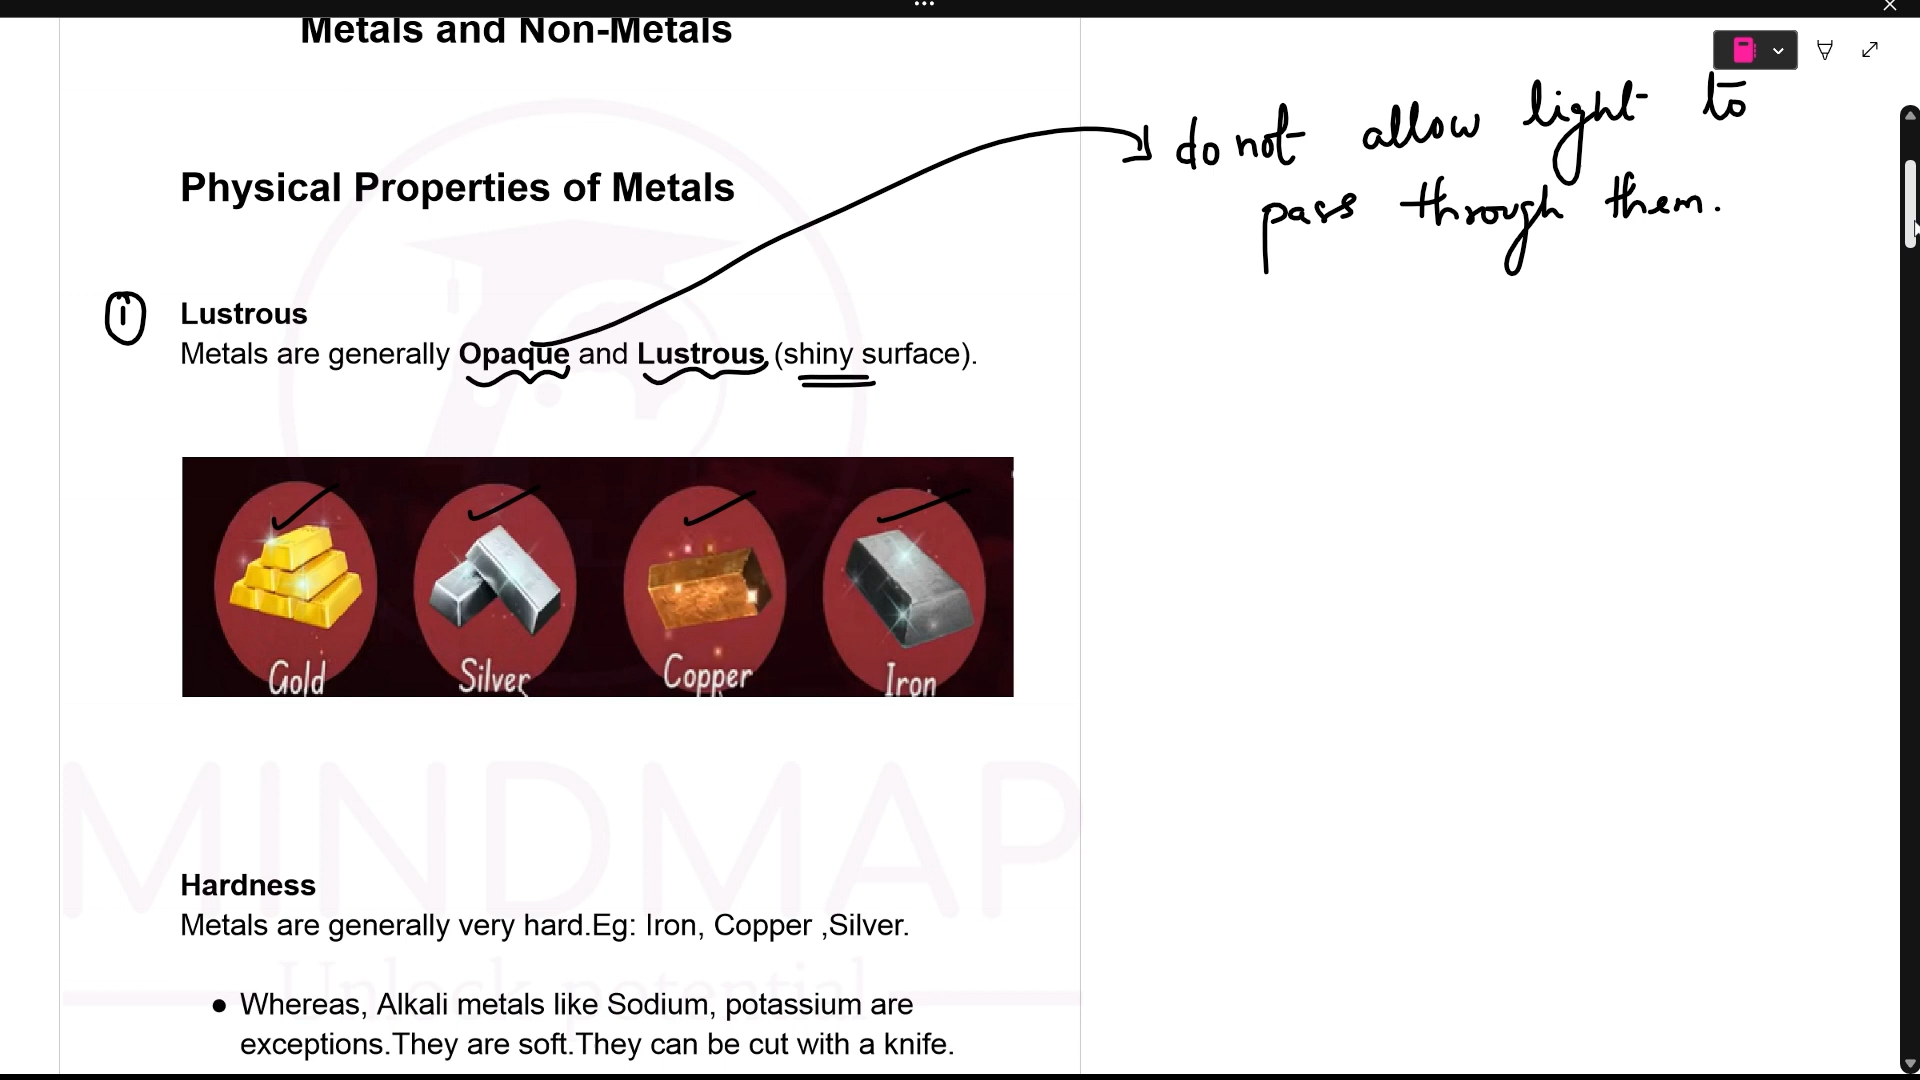 Metals and Non-Metals
do not allow light to
pass through them.
Physical Properties of Metals
1
Lustrous
Metals are generally Opaque and Lustrous (shiny surface).
Gold Silver Copper Iron
MINDMAP
Hardness
Metals are generally very hard.Eg: Iron, Copper ,Silver.
Unlock potential
● Whereas, Alkali metals like Sodium, potassium are
exceptions.They are soft.They can be cut with a knife.